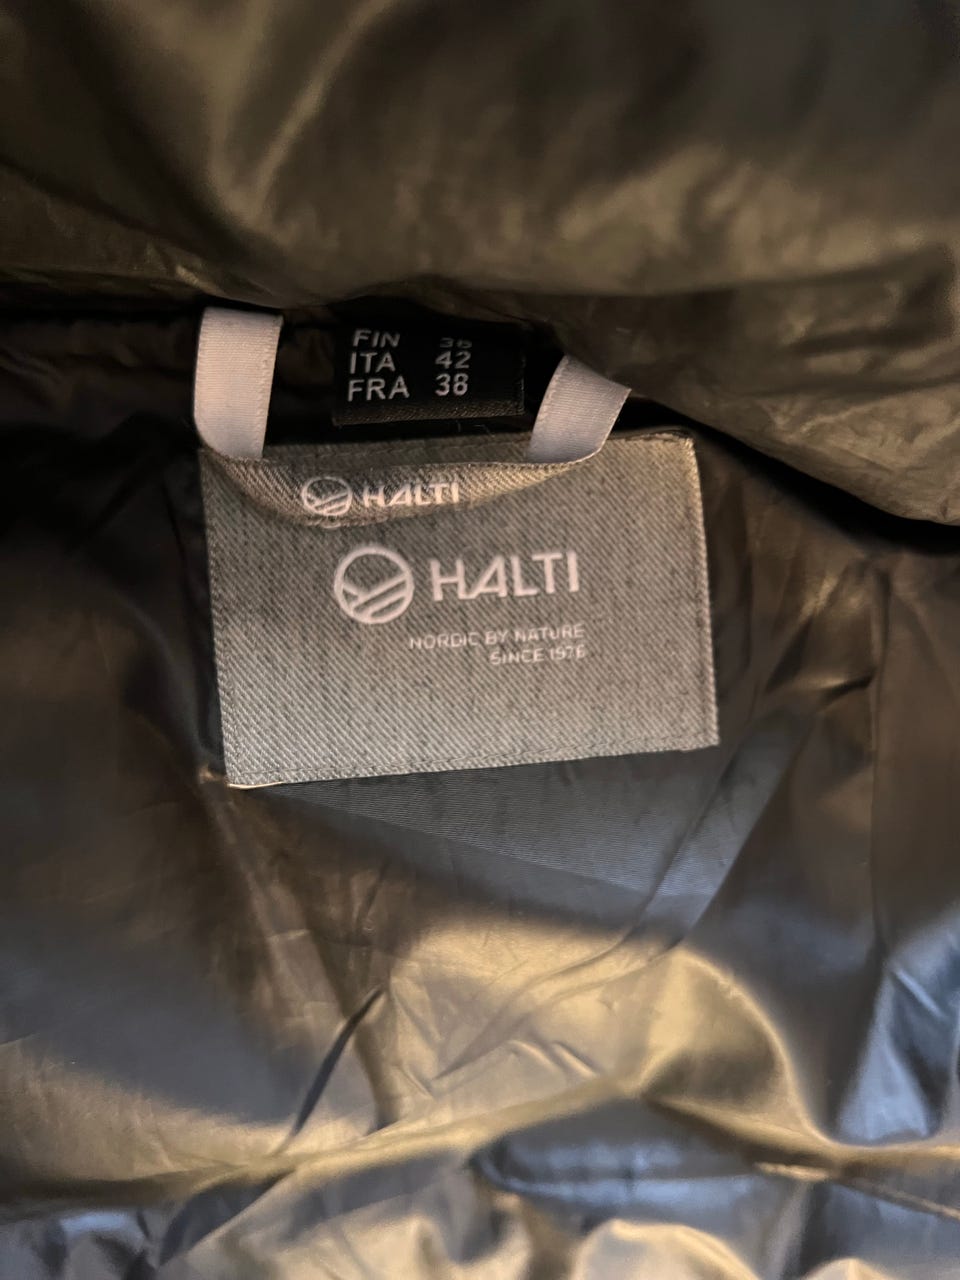 FIN 36
ITA 42
FRA 38
HALTI
HALTI
NORDIC BY NATURE
SINCE 1976